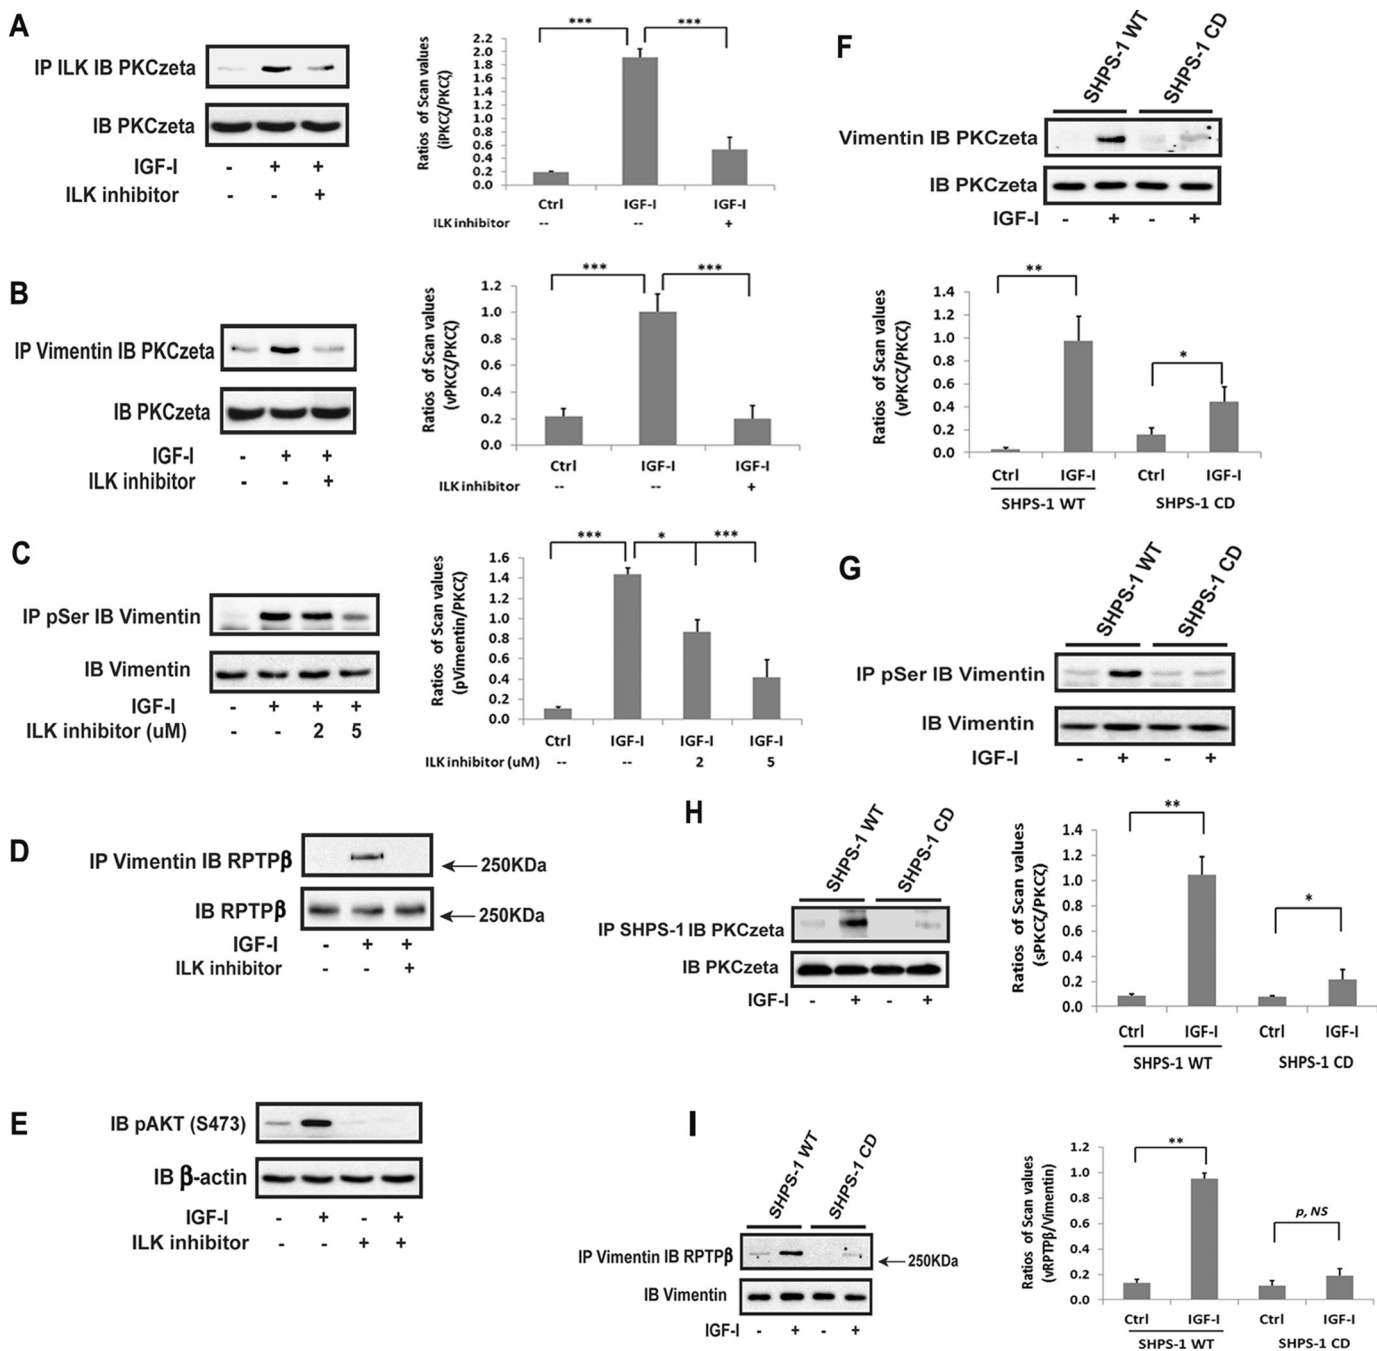 A
IP ILK IB PKCzeta
IB PKCzeta
IGF-I - + +
ILK inhibitor - - +
Ratios of Scan values
(iPKCζ/PKCζ)
2.2
2.0
1.8
1.6
1.4
1.2
1.0
0.8
0.6
0.4
0.2
0.0
*** ***
Ctrl IGF-I IGF-I
ILK inhibitor -- -- +
B
IP Vimentin IB PKCzeta
IB PKCzeta
IGF-I - + +
ILK inhibitor - - +
Ratios of Scan values
(vPKCζ/PKCζ)
1.2
1.0
0.8
0.6
0.4
0.2
0.0
*** ***
Ctrl IGF-I IGF-I
ILK inhibitor -- -- +
C
IP pSer IB Vimentin
IB Vimentin
IGF-I - + + +
ILK inhibitor (uM) - - 2 5
Ratios of Scan values
(pVimentin/PKCζ)
1.6
1.4
1.2
1.0
0.8
0.6
0.4
0.2
0.0
*** * ***
Ctrl IGF-I IGF-I IGF-I
ILK inhibitor (uM) -- -- 2 5
D
IP Vimentin IB RPTPβ
←250KDa
IB RPTPβ
←250KDa
IGF-I - + +
ILK inhibitor - - +
E
IB pAKT (S473)
IB β-actin
IGF-I - + - +
ILK inhibitor - - + +
F
SHPS-1 WT
SHPS-1 CD
Vimentin IB PKCzeta
IB PKCzeta
IGF-I - + - +
Ratios of Scan values
(vPKCζ/PKCζ)
1.4
1.2
1.0
0.8
0.6
0.4
0.2
0.0
** *
Ctrl IGF-I Ctrl IGF-I
SHPS-1 WT SHPS-1 CD
G
SHPS-1 WT
SHPS-1 CD
IP pSer IB Vimentin
IB Vimentin
IGF-I - + - +
H
SHPS-1 WT
SHPS-1 CD
IP SHPS-1 IB PKCzeta
IB PKCzeta
IGF-I - + - +
Ratios of Scan values
(sPKCζ/PKCζ)
1.4
1.2
1.0
0.8
0.6
0.4
0.2
0.0
** *
Ctrl IGF-I Ctrl IGF-I
SHPS-1 WT SHPS-1 CD
I
SHPS-1 WT
SHPS-1 CD
IP Vimentin IB RPTPβ
←250KDa
IB Vimentin
IGF-I - + - +
Ratios of Scan values
(vRPTPβ/Vimentin)
1.2
1.0
0.8
0.6
0.4
0.2
0.0
** p, NS
Ctrl IGF-I Ctrl IGF-I
SHPS-1 WT SHPS-1 CD